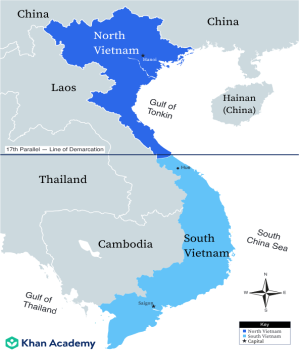 China
China
North
Vietnam
Hanoi
Laos
Gulf of
Tonkin
Hainan
(China)
17th Parallel — Line of Demarcation
Hue
Thailand
South
China Sea
Cambodia
South
Vietnam
Gulf of
Thailand
Saigon
N
Key
North Vietnam
South Vietnam
Capital
Khan Academy